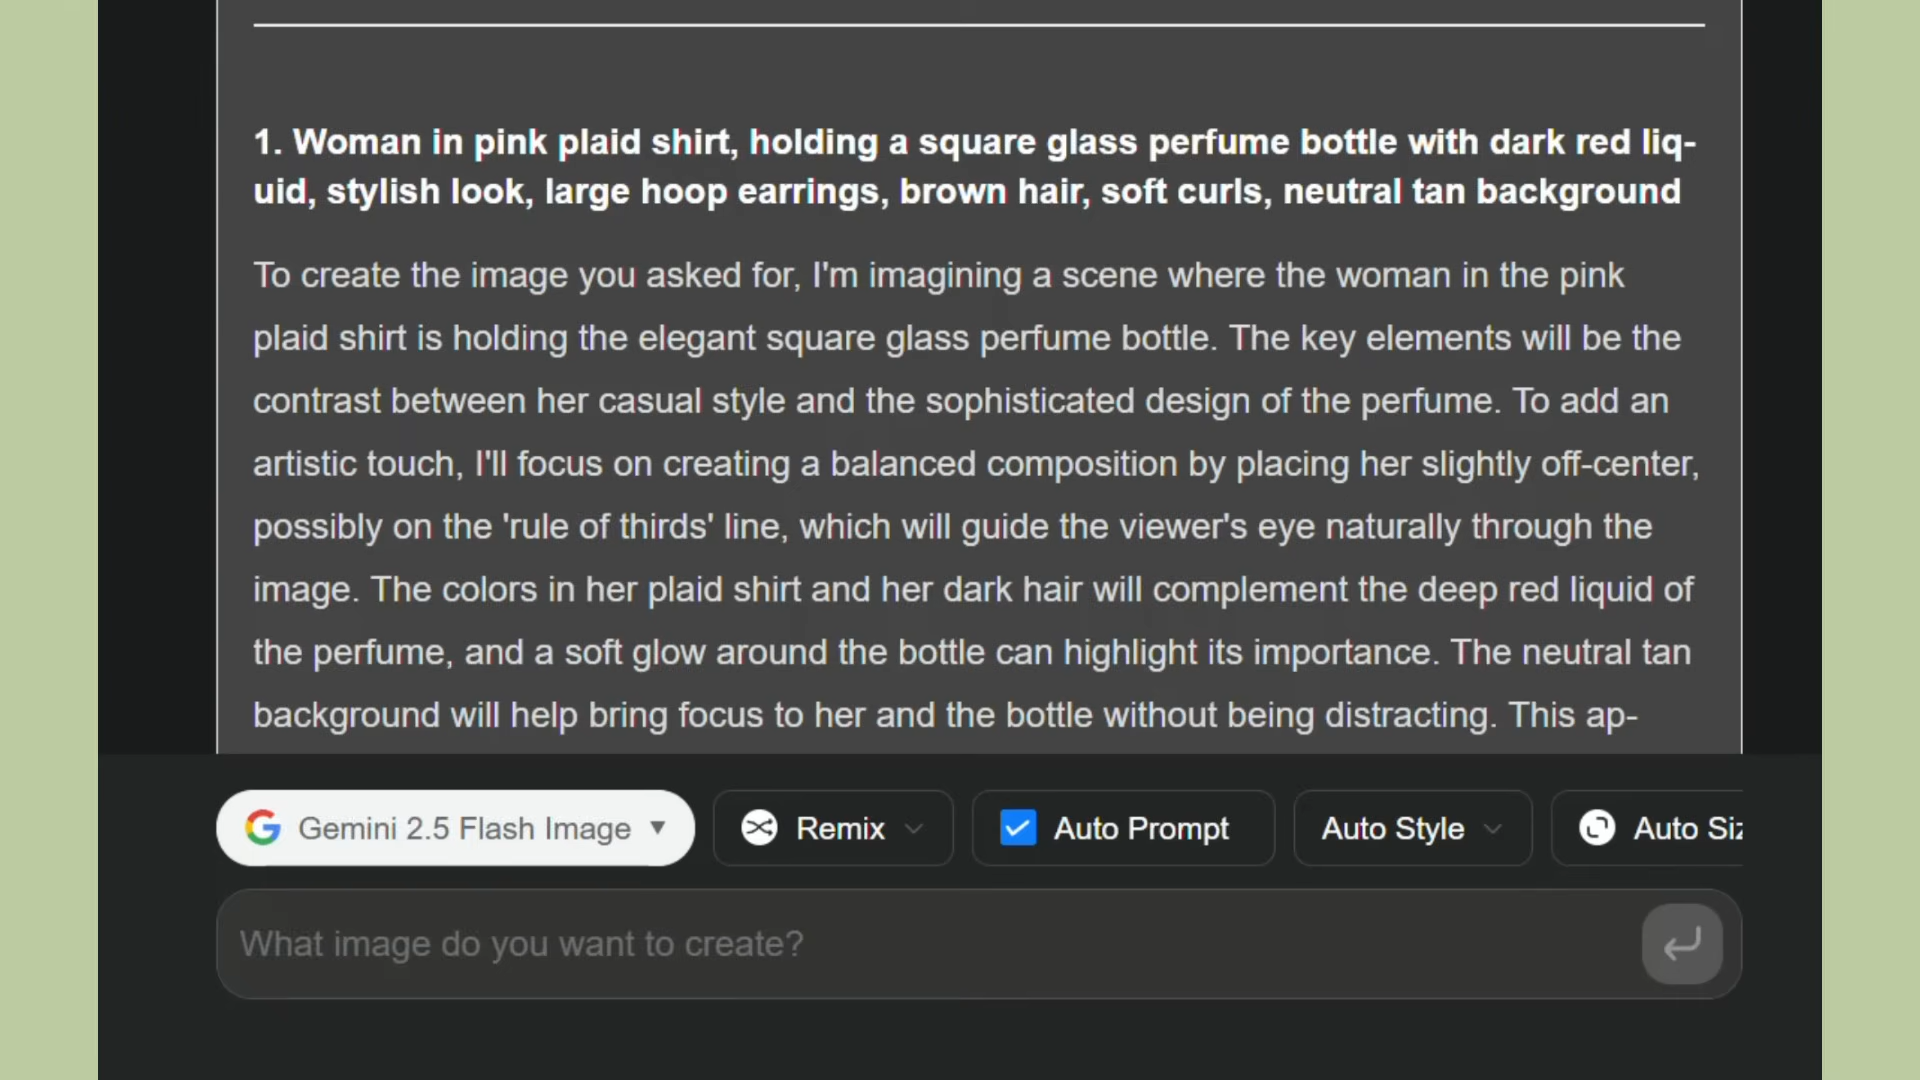 1. Woman in pink plaid shirt, holding a square glass perfume bottle with dark red liq-
uid, stylish look, large hoop earrings, brown hair, soft curls, neutral tan background
To create the image you asked for, I'm imagining a scene where the woman in the pink
plaid shirt is holding the elegant square glass perfume bottle. The key elements will be the
contrast between her casual style and the sophisticated design of the perfume. To add an
artistic touch, I'll focus on creating a balanced composition by placing her slightly off-center,
possibly on the 'rule of thirds' line, which will guide the viewer's eye naturally through the
image. The colors in her plaid shirt and her dark hair will complement the deep red liquid of
the perfume, and a soft glow around the bottle can highlight its importance. The neutral tan
background will help bring focus to her and the bottle without being distracting. This ap-
Gemini 2.5 Flash Image Remix Auto Prompt Auto Style Auto Siz
What image do you want to create?